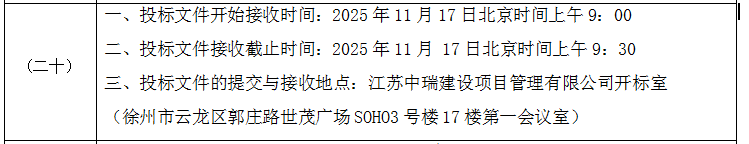 （二十）
一、投标文件开始接收时间：2025 年 11 月 17 日北京时间上午 9：00
二、投标文件接收截止时间：2025 年 11 月 17 日北京时间上午 9：30
三、投标文件的提交与接收地点：江苏中瑞建设项目管理有限公司开标室
（徐州市云龙区郭庄路世茂广场 SOHO3 号楼 17 楼第一会议室）